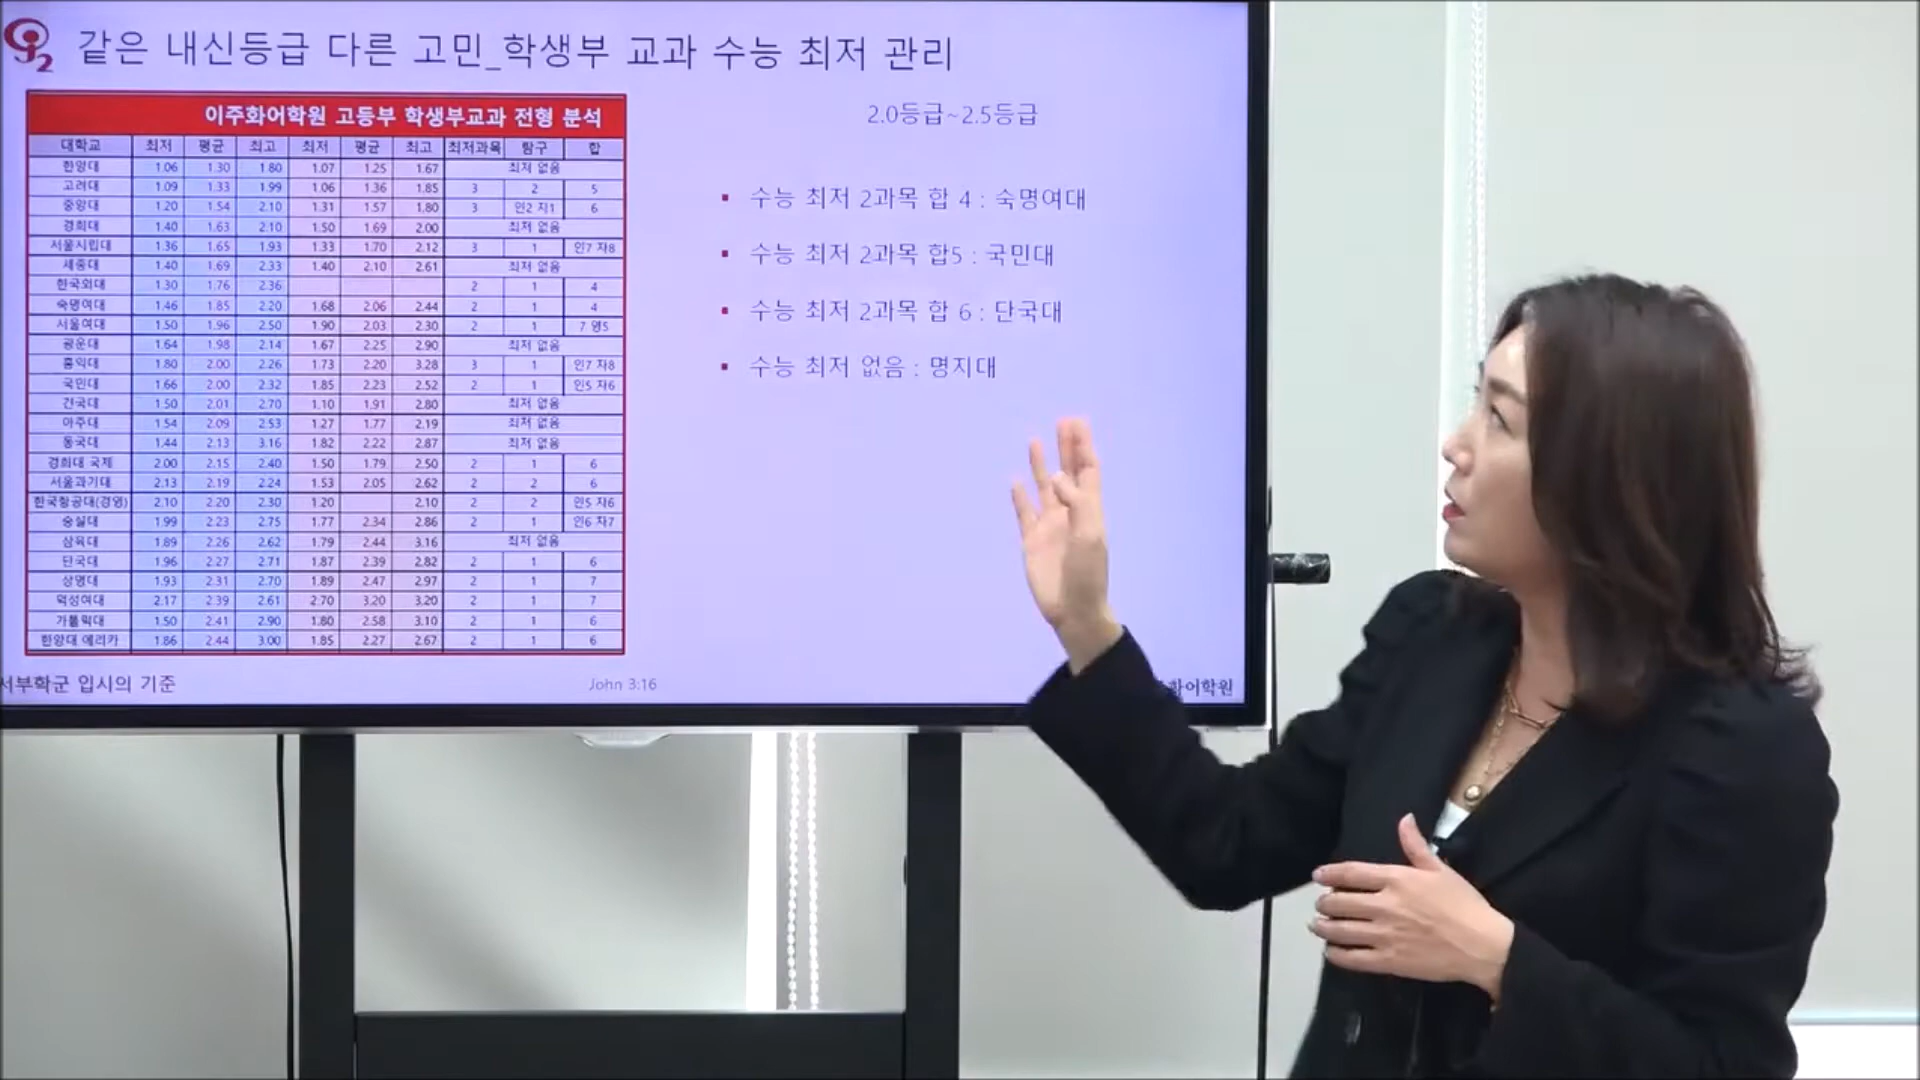 같은 내신등급 다른 고민_학생부 교과 수능 최저 관리
이주화어학원 고등부 학생부교과 전형 분석
대학교 최저 평균 최고 최저 평균 최고 최저과목 탐구 합
한양대 1.06 1.30 1.80 1.07 1.25 1.67 최저 없음
고려대 1.09 1.33 1.99 1.06 1.36 1.85 3 2 5
중앙대 1.20 1.54 2.10 1.31 1.57 1.80 3 인2 자1 6
경희대 1.40 1.63 2.10 1.50 1.69 2.00 최저 없음
서울시립대 1.36 1.65 1.93 1.33 1.70 2.12 3 1 인7 자8
세종대 1.40 1.69 2.33 1.40 2.10 2.61 최저 없음
한국외대 1.30 1.76 2.36 2 1 4
숙명여대 1.46 1.85 2.20 1.68 2.06 2.44 2 1 4
서울여대 1.50 1.96 2.50 1.90 2.03 2.30 2 1 7 영5
광운대 1.64 1.98 2.14 1.67 2.25 2.90 최저 없음
홍익대 1.80 2.00 2.26 1.73 2.20 3.28 3 1 인7 자8
국민대 1.66 2.00 2.32 1.85 2.23 2.52 2 1 인5 자6
건국대 1.50 2.01 2.70 1.10 1.91 2.80 최저 없음
아주대 1.54 2.09 2.53 1.27 1.77 2.19 최저 없음
동국대 1.44 2.13 3.16 1.82 2.22 2.87 최저 없음
경희대 국제 2.00 2.15 2.40 1.50 1.79 2.50 2 1 6
서울과기대 2.13 2.19 2.24 1.53 2.05 2.62 2 2 6
한국항공대(경영) 2.10 2.20 2.30 1.20 2.10 2 2 인5 자6
숭실대 1.99 2.23 2.75 1.77 2.34 2.86 2 1 인6 자7
삼육대 1.89 2.26 2.62 1.79 2.44 3.16 최저 없음
단국대 1.96 2.27 2.71 1.87 2.39 2.82 2 1 6
상명대 1.93 2.31 2.70 1.89 2.47 2.97 2 1 7
덕성여대 2.17 2.39 2.61 2.70 3.20 3.20 2 1 7
가톨릭대 1.50 2.41 2.90 1.80 2.58 3.10 2 1 6
한양대 에리카 1.86 2.44 3.00 1.85 2.27 2.67 2 1 6
2.0등급~2.5등급
▪ 수능 최저 2과목 합 4 : 숙명여대
▪ 수능 최저 2과목 합5 : 국민대
▪ 수능 최저 2과목 합 6 : 단국대
▪ 수능 최저 없음 : 명지대
서부학군 입시의 기준
John 3:16
화어학원